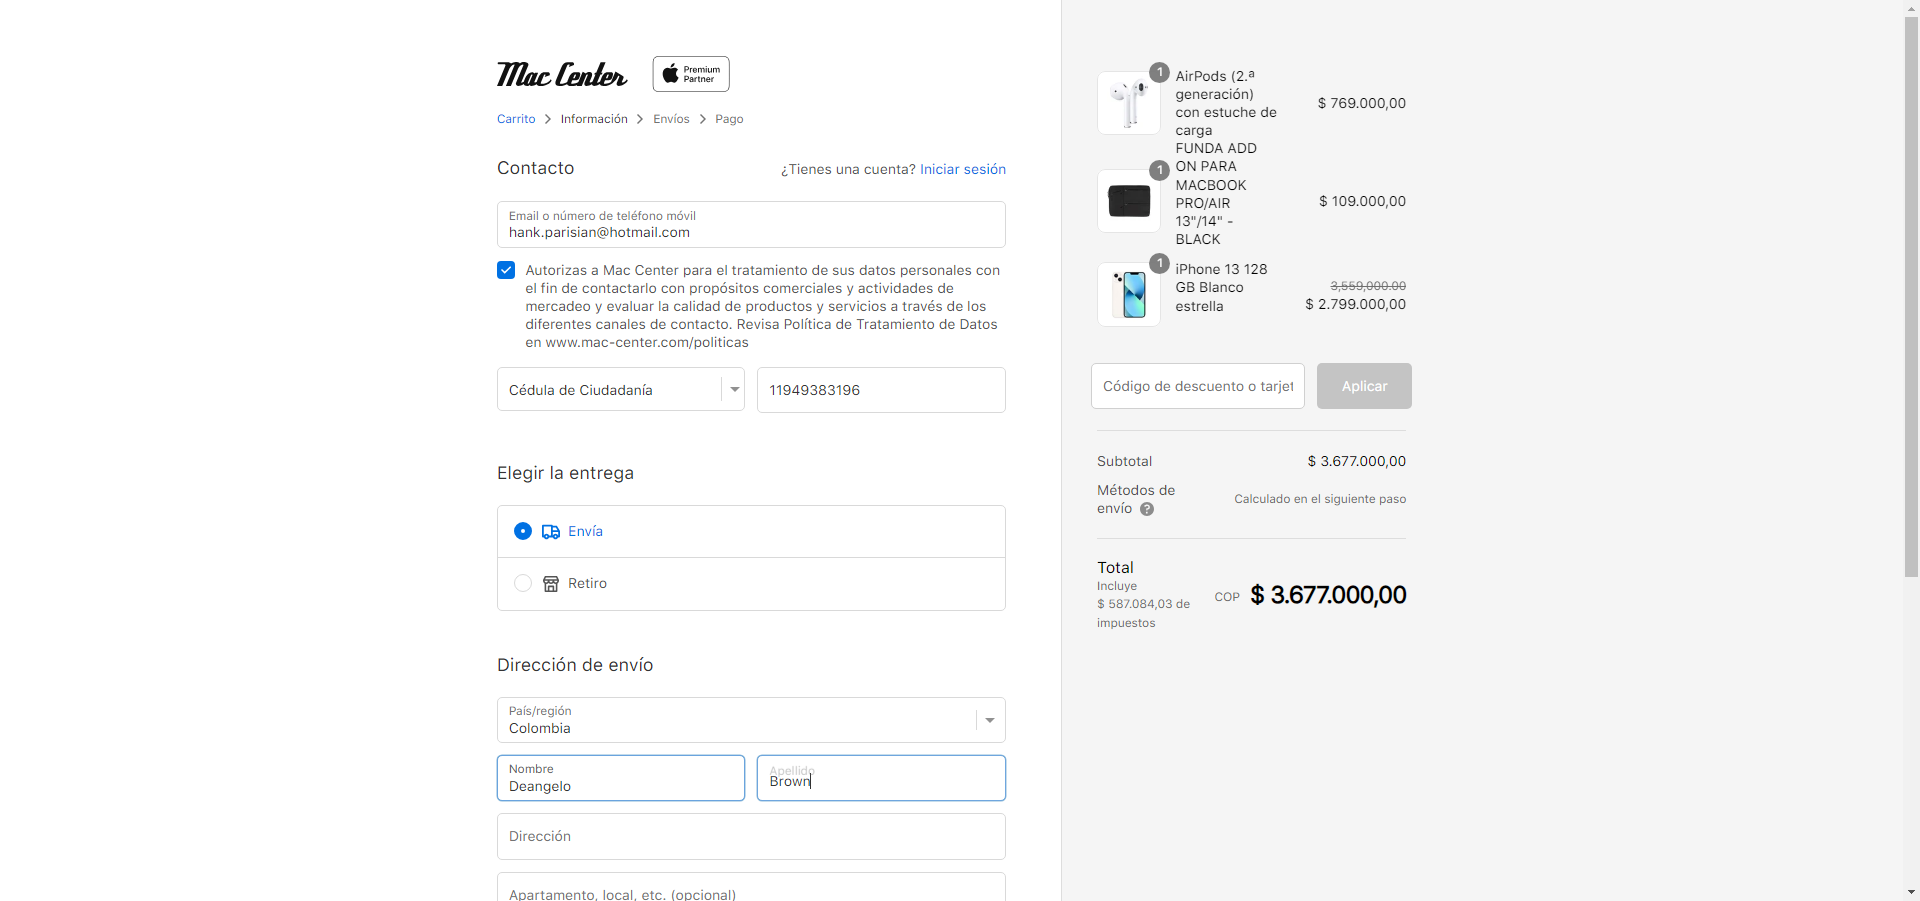 Mac Center
Premium
Partner
Carrito
Información
Envíos
Pago
Contacto
¿Tienes una cuenta? Iniciar sesión
Email o número de teléfono móvil
hank.parisian@hotmail.com
Autorizas a Mac Center para el tratamiento de sus datos personales con
el fin de contactarlo con propósitos comerciales y actividades de
mercadeo y evaluar la calidad de productos y servicios a través de los
diferentes canales de contacto. Revisa Política de Tratamiento de Datos
en www.mac-center.com/politicas
Cédula de Ciudadanía
11949383196
Elegir la entrega
Envía
Retiro
Dirección de envío
País/región
Colombia
Nombre
Deangelo
Apellido
Brown
Dirección
Apartamento, local, etc. (opcional)
1
AirPods (2.ª
generación)
con estuche de
carga
$ 769.000,00
1
FUNDA ADD
ON PARA
MACBOOK
PRO/AIR
13"/14" -
BLACK
$ 109.000,00
1
iPhone 13 128
GB Blanco
estrella
3,559,000.00
$ 2.799.000,00
Código de descuento o tarjet
Aplicar
Subtotal
$ 3.677.000,00
Métodos de
envío ?
Calculado en el siguiente paso
Total
Incluye
$ 587.084,03 de
impuestos
COP $ 3.677.000,00